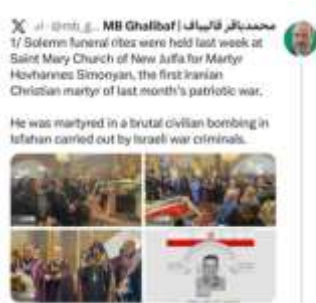 MB Ghalibaf | محمدباقر قالیباف
1/ Solemn funeral rites were held last week at
Saint Mary Church of New Julfa for Martyr
Hovhannes Simonyan, the first Iranian
Christian martyr of last month's patriotic war.
He was martyred in a brutal civilian bombing in
Isfahan carried out by Israeli war criminals.